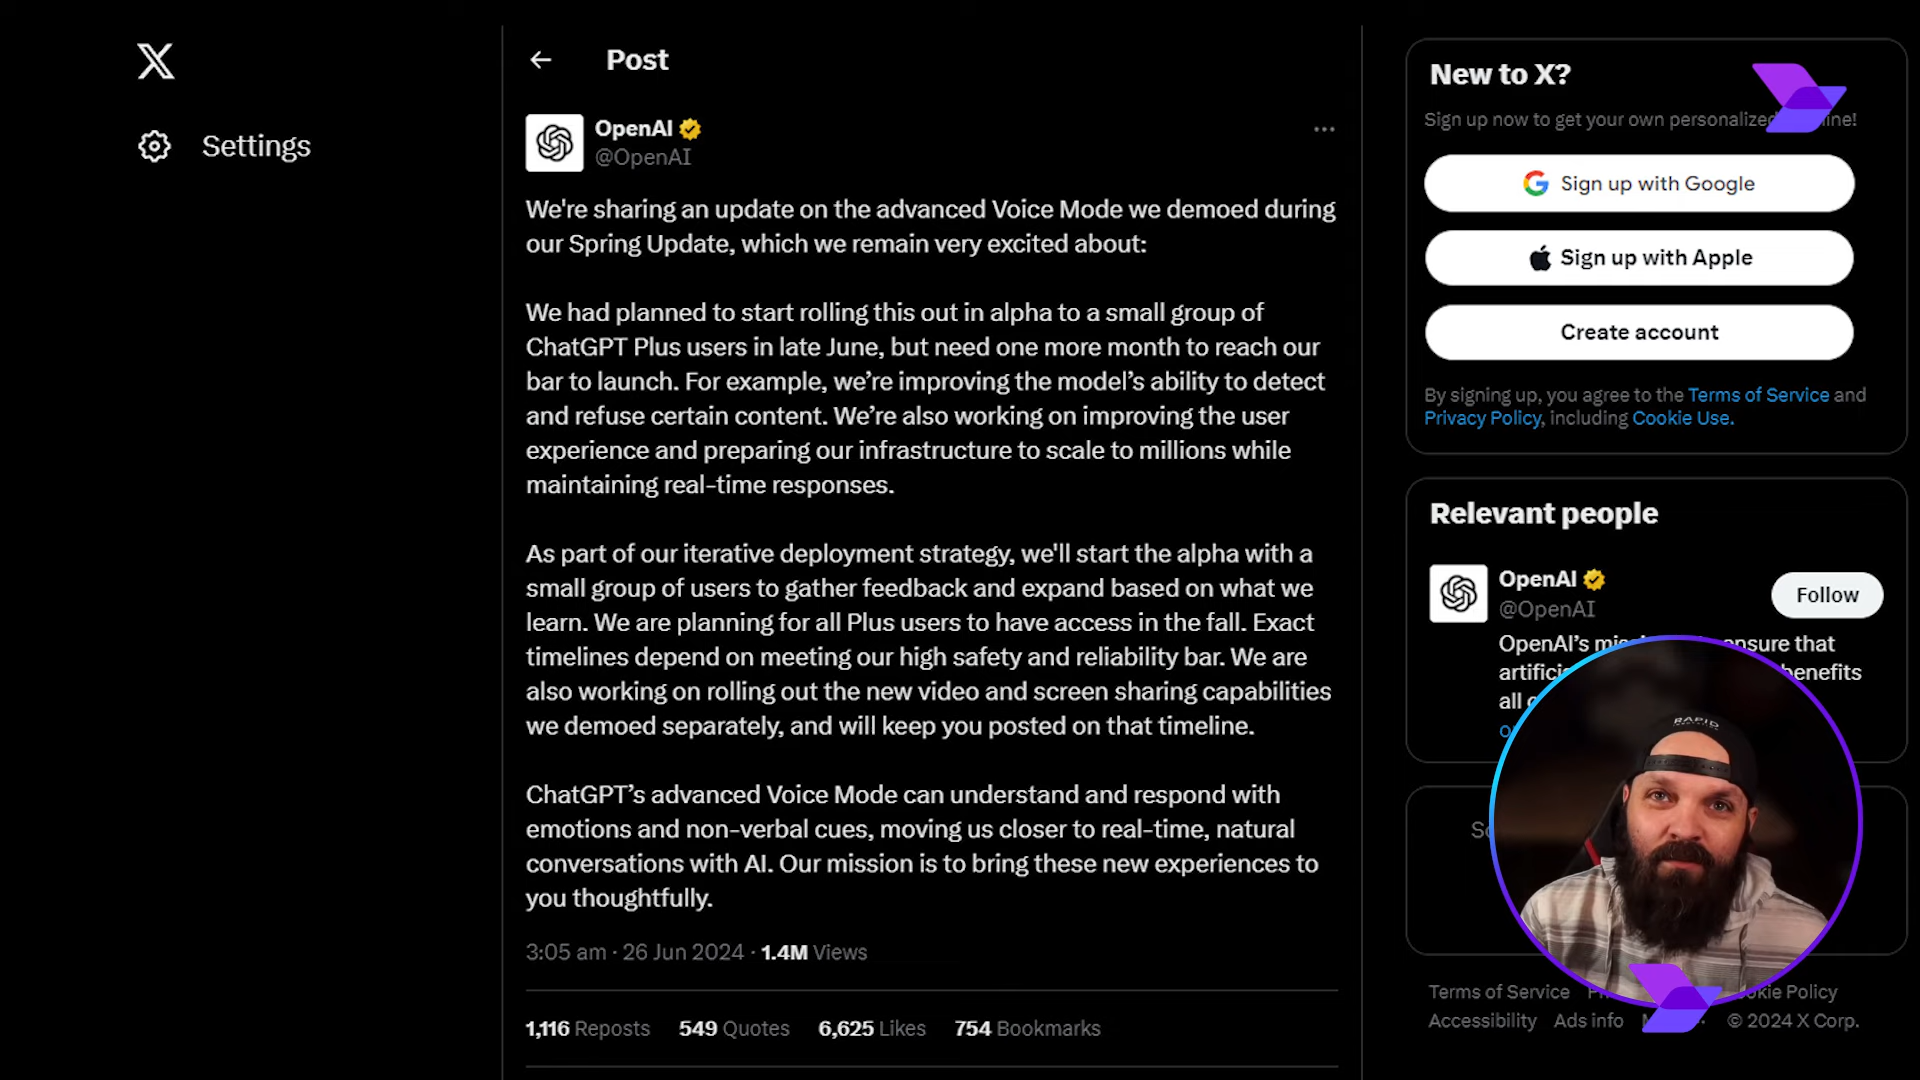 Post
Settings
OpenAI
@OpenAI
We're sharing an update on the advanced Voice Mode we demoed during
our Spring Update, which we remain very excited about:
We had planned to start rolling this out in alpha to a small group of
ChatGPT Plus users in late June, but need one more month to reach our
bar to launch. For example, we’re improving the model’s ability to detect
and refuse certain content. We’re also working on improving the user
experience and preparing our infrastructure to scale to millions while
maintaining real-time responses.
As part of our iterative deployment strategy, we'll start the alpha with a
small group of users to gather feedback and expand based on what we
learn. We are planning for all Plus users to have access in the fall. Exact
timelines depend on meeting our high safety and reliability bar. We are
also working on rolling out the new video and screen sharing capabilities
we demoed separately, and will keep you posted on that timeline.
ChatGPT’s advanced Voice Mode can understand and respond with
emotions and non-verbal cues, moving us closer to real-time, natural
conversations with AI. Our mission is to bring these new experiences to
you thoughtfully.
3:05 am · 26 Jun 2024 · 1.4M Views
1,116 Reposts 549 Quotes 6,625 Likes 754 Bookmarks
New to X?
Sign up now to get your own personalized
Sign up with Google
Sign up with Apple
Create account
By signing up, you agree to the Terms of Service and
Privacy Policy, including Cookie Use.
Relevant people
OpenAI
@OpenAI
Follow
OpenAI’s that
all
RAPID
Terms of Service Policy
Accessibility Ads info © 2024 X Corp.